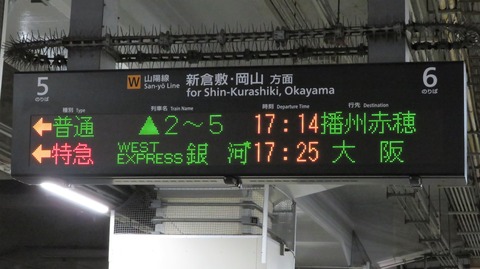 5 のりば
W 山陽線 San-yō Line 新倉敷・岡山 方面 for Shin-Kurashiki, Okayama
6 のりば
種別 Type 列車名 Train Name 時刻 Departure Time 行先 Destination
←普通 ▲2～5 17:14 播州赤穂
←特急 WEST EXPRESS 銀河 17:25 大阪